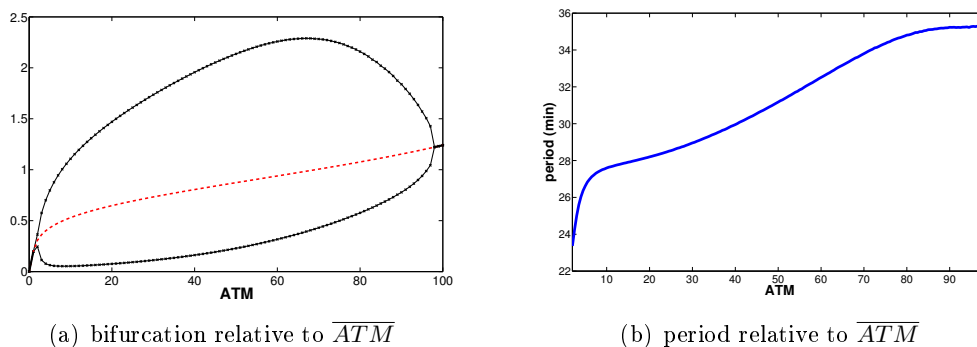 2.5
2
1.5
1
0.5
0
0 20 40 60 80 100
ATM
(a) bifurcation relative to ATM
36
34
32
30
28
26
24
22
10 20 30 40 50 60 70 80 90
period (min)
ATM
(b) period relative to ATM